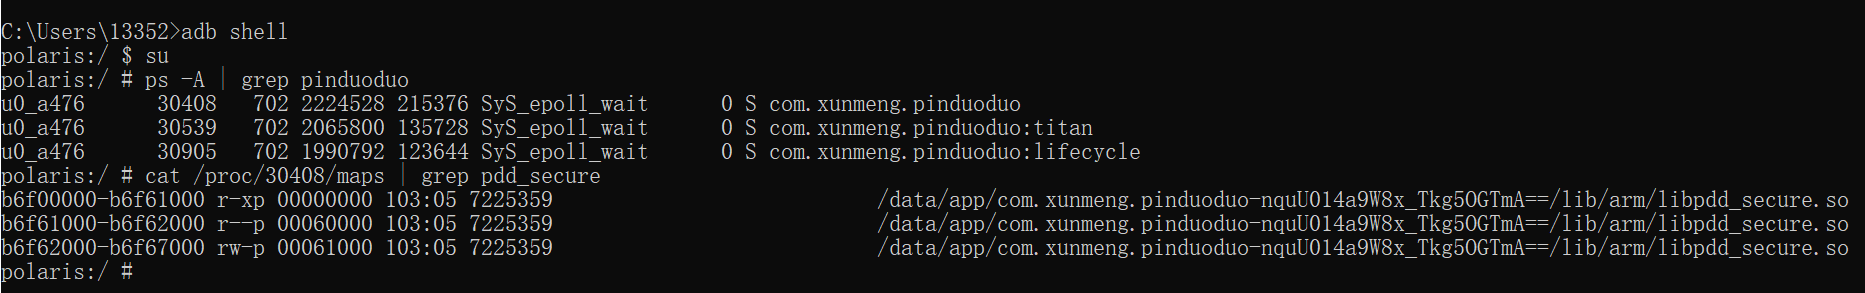 C:\Users\13352>adb shell
polaris:/ $ su
polaris:/ # ps -A | grep pinduoduo
u0_a476 30408 702 2224528 215376 SyS_epoll_wait 0 S com.xunmeng.pinduoduo
u0_a476 30539 702 2065800 135728 SyS_epoll_wait 0 S com.xunmeng.pinduoduo:titan
u0_a476 30905 702 1990792 123644 SyS_epoll_wait 0 S com.xunmeng.pinduoduo:lifecycle
polaris:/ # cat /proc/30408/maps | grep pdd_secure
b6f00000-b6f61000 r-xp 00000000 103:05 7225359 /data/app/com.xunmeng.pinduoduo-nquU014a9W8x_Tkg5OGTmA==/lib/arm/libpdd_secure.so
b6f61000-b6f62000 r--p 00060000 103:05 7225359 /data/app/com.xunmeng.pinduoduo-nquU014a9W8x_Tkg5OGTmA==/lib/arm/libpdd_secure.so
b6f62000-b6f67000 rw-p 00061000 103:05 7225359 /data/app/com.xunmeng.pinduoduo-nquU014a9W8x_Tkg5OGTmA==/lib/arm/libpdd_secure.so
polaris:/ #